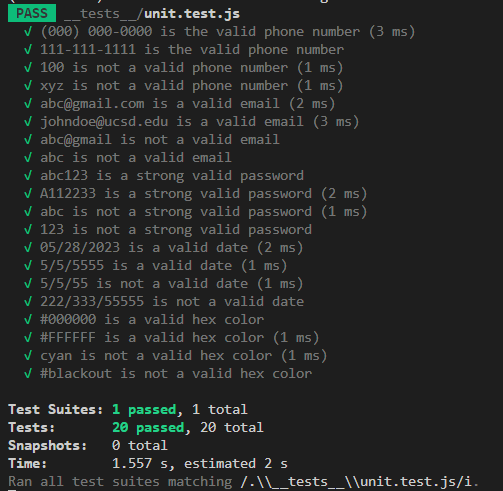 PASS __tests__/unit.test.js
√ (000) 000-0000 is the valid phone number (3 ms)
√ 111-111-1111 is the valid phone number
√ 100 is not a valid phone number (1 ms)
√ xyz is not a valid phone number (1 ms)
√ abc@gmail.com is a valid email (2 ms)
√ johndoe@ucsd.edu is a valid email (3 ms)
√ abc@gmail is not a valid email
√ abc is not a valid email
√ abc123 is a strong valid password
√ A112233 is a strong valid password (2 ms)
√ abc is not a strong valid password (1 ms)
√ 123 is not a strong valid password
√ 05/28/2023 is a valid date (2 ms)
√ 5/5/5555 is a valid date (1 ms)
√ 5/5/55 is not a valid date (1 ms)
√ 222/333/55555 is not a valid date
√ #000000 is a valid hex color
√ #FFFFFF is a valid hex color (1 ms)
√ cyan is not a valid hex color (1 ms)
√ #blackout is not a valid hex color
Test Suites: 1 passed, 1 total
Tests: 20 passed, 20 total
Snapshots: 0 total
Time: 1.557 s, estimated 2 s
Ran all test suites matching /.\\__tests__\\unit.test.js/i.